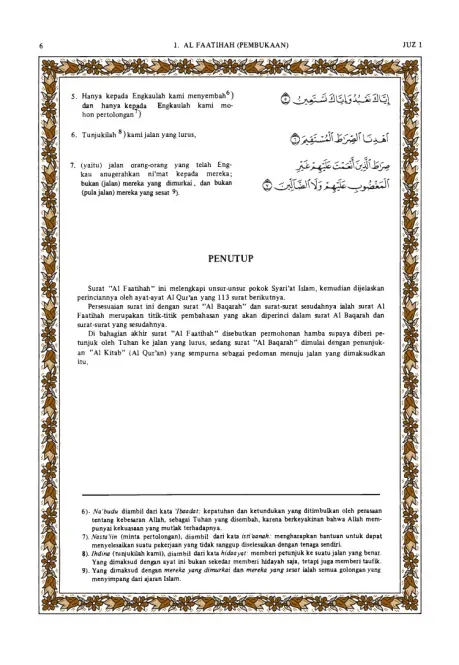 6 1. AL FAATIHAH (PEMBUKAAN) JUZ 1
5. Hanya kepada Engkaulah kami menyembah6)
dan hanya kepada Engkaulah kami mo-
hon pertolongan7)
إِيَّاكَ نَعْبُدُ وَإِيَّاكَ نَسْتَعِينُ ٥
6. Tunjukilah 8) kami jalan yang lurus,
اهْدِنَا الصِّرَاطَ الْمُسْتَقِيمَ ٦
7. (yaitu) jalan orang-orang yang telah Eng-
kau anugerahkan ni'mat kepada mereka;
bukan (jalan) mereka yang dimurkai, dan bukan
(pula jalan) mereka yang sesat 9).
صِرَاطَ الَّذِينَ أَنْعَمْتَ عَلَيْهِمْ غَيْرِ
الْمَغْضُوبِ عَلَيْهِمْ وَلَا الضَّالِّينَ ٧
PENUTUP
Surat "Al Faatihah" ini melengkapi unsur-unsur pokok Syari'at Islam, kemudian dijelaskan
perinciannya oleh ayat-ayat Al Qur'an yang 113 surat berikutnya.
Persesuaian surat ini dengan surat "Al Baqarah" dan surat-surat sesudahnya ialah surat Al
Faatihah merupakan titik-titik pembahasan yang akan diperinci dalam surat Al Baqarah dan
surat-surat yang sesudahnya.
Di bahagian akhir surat "Al Faatihah" disebutkan permohonan hamba supaya diberi pe-
tunjuk oleh Tuhan ke jalan yang lurus, sedang surat "Al Baqarah" dimulai dengan penunjuk-
an "Al Kitab" (Al Qur'an) yang sempurna sebagai pedoman menuju jalan yang dimaksudkan
itu.
6). Na'budu diambil dari kata 'Ibaadat: kepatuhan dan ketundukan yang ditimbulkan oleh perasaan
tentang kebesaran Allah, sebagai Tuhan yang disembah, karena berkeyakinan bahwa Allah mem-
punyai kekuasaan yang mutlak terhadapnya.
7). Nasta'iin (minta pertolongan), diambil dari kata isti'aanah: mengharapkan bantuan untuk dapat
menyelesaikan suatu pekerjaan yang tidak sanggup diselesaikan dengan tenaga sendiri.
8). Ihdina (tunjukilah kami), diambil dari kata hidaayat: memberi petunjuk ke suatu jalan yang benar.
Yang dimaksud dengan ayat ini bukan sekedar memberi hidayah saja, tetapi juga memberi taufik.
9). Yang dimaksud dengan mereka yang dimurkai dan mereka yang sesat ialah semua golongan yang
menyimpang dari ajaran Islam.